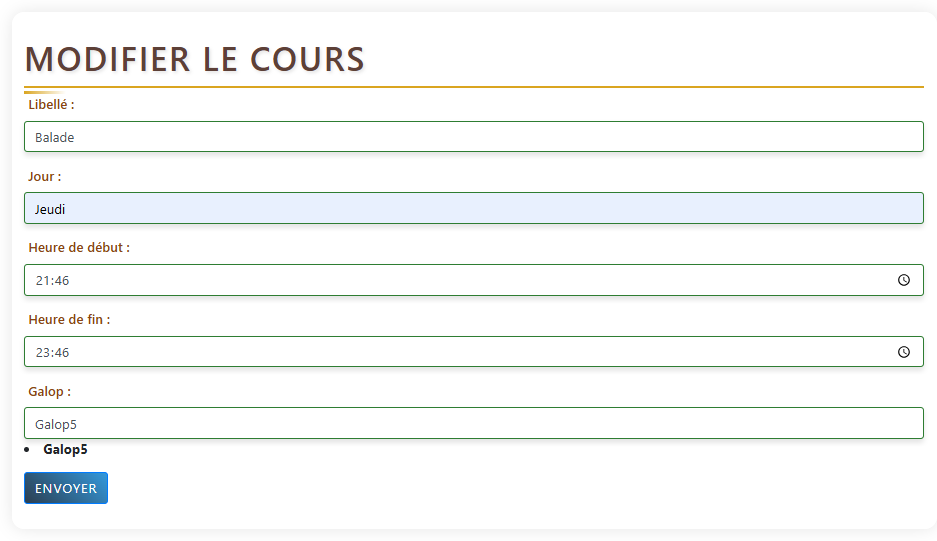 MODIFIER LE COURS
Libellé :
Balade
Jour :
Jeudi
Heure de début :
21:46
Heure de fin :
23:46
Galop :
Galop5
• Galop5
ENVOYER